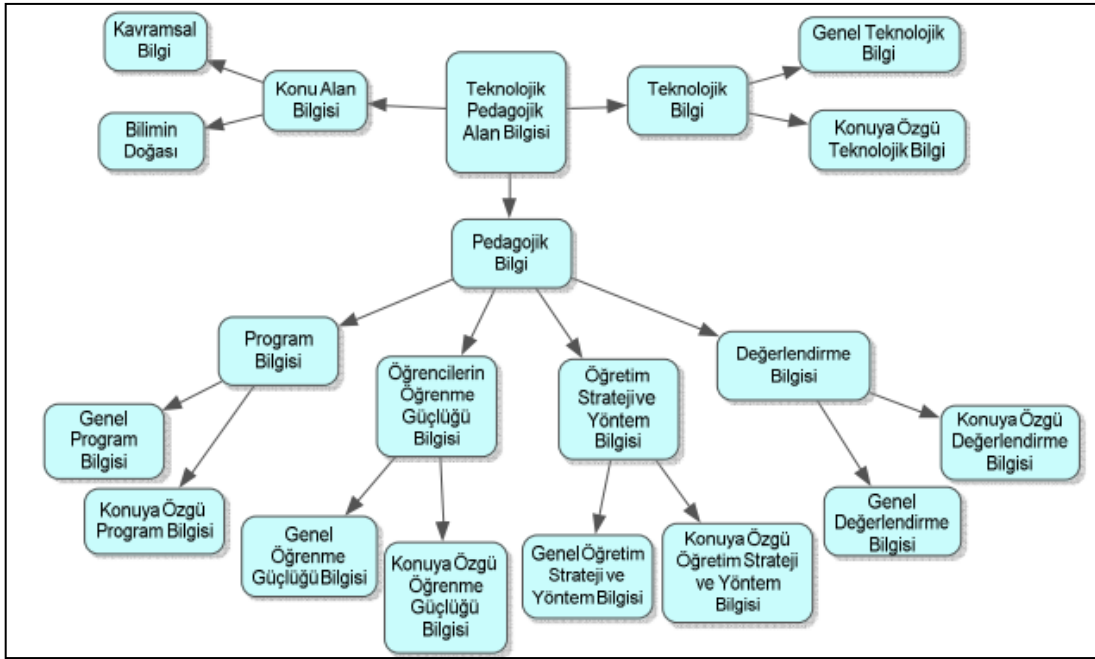 Kavramsal
Bilgi
Konu Alan
Bilgisi
Bilimin
Doğası
Teknolojik
Pedagojik
Alan Bilgisi
Teknolojik
Bilgi
Genel Teknolojik
Bilgi
Konuya Özgü
Teknolojik Bilgi
Pedagojik
Bilgi
Program
Bilgisi
Öğrencilerin
Öğrenme
Güçlüğü
Bilgisi
Öğretim
Stratejive
Yöntem
Bilgisi
Değerlendirme
Bilgisi
Genel
Program
Bilgisi
Konuya Özgü
Program Bilgisi
Genel
Öğrenme
Güçlüğü Bilgisi
Konuya Özgü
Öğrenme
Güçlüğü
Bilgisi
Genel Öğretim
Strateji ve
Yöntem Bilgisi
Konuya Özgü
Öğretim Strateji
ve Yöntem
Bilgisi
Genel
Değerlendirme
Bilgisi
Konuya Özgü
Değerlendirme
Bilgisi